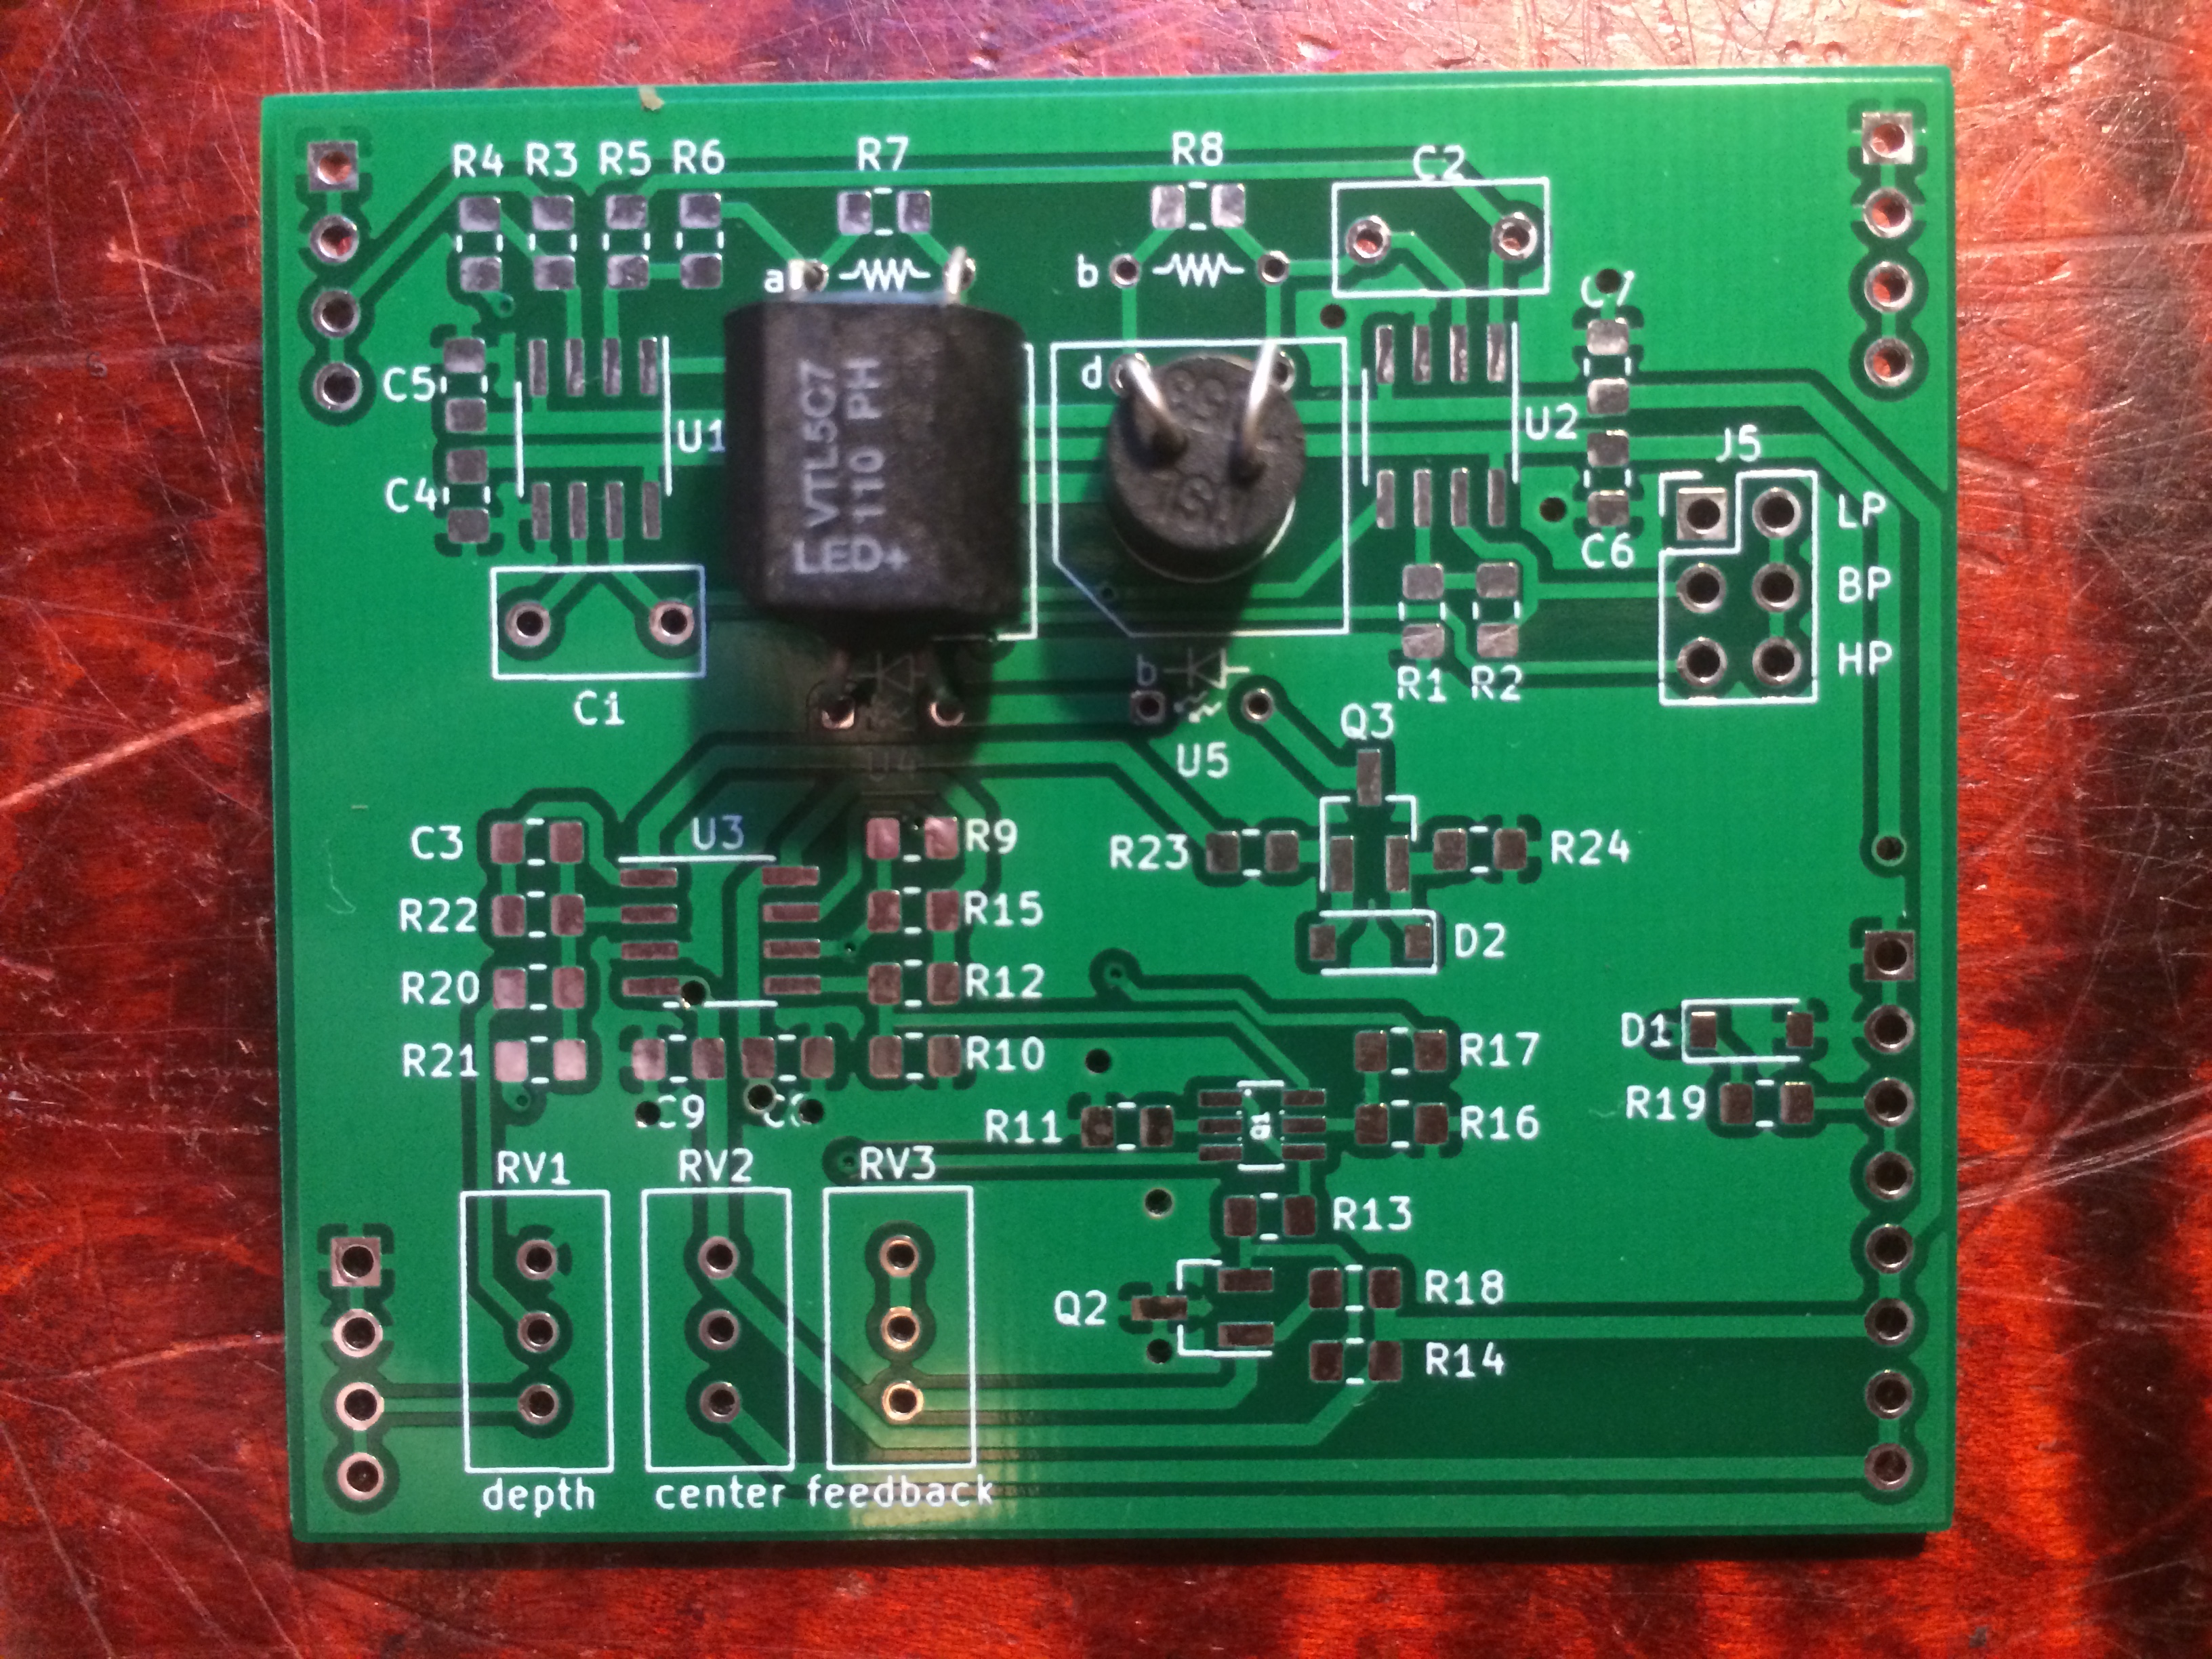 R4 R3 R5 R6 R7 R8 C2
a b
C7
C5 d
U1 U2
VTL5C7
LED 110 PH
+
J5
C4 LP
C6 BP
HP
R1 R2
b
C1 Q3
U4 U5
C3 U3 R9 R23 R24
R22 R15 D2
R20 R12
R21 R10 R17 D1
C9 R11 a R16 R19
RV1 RV2 RV3
R13
Q2 R18
R14
depth center feedback